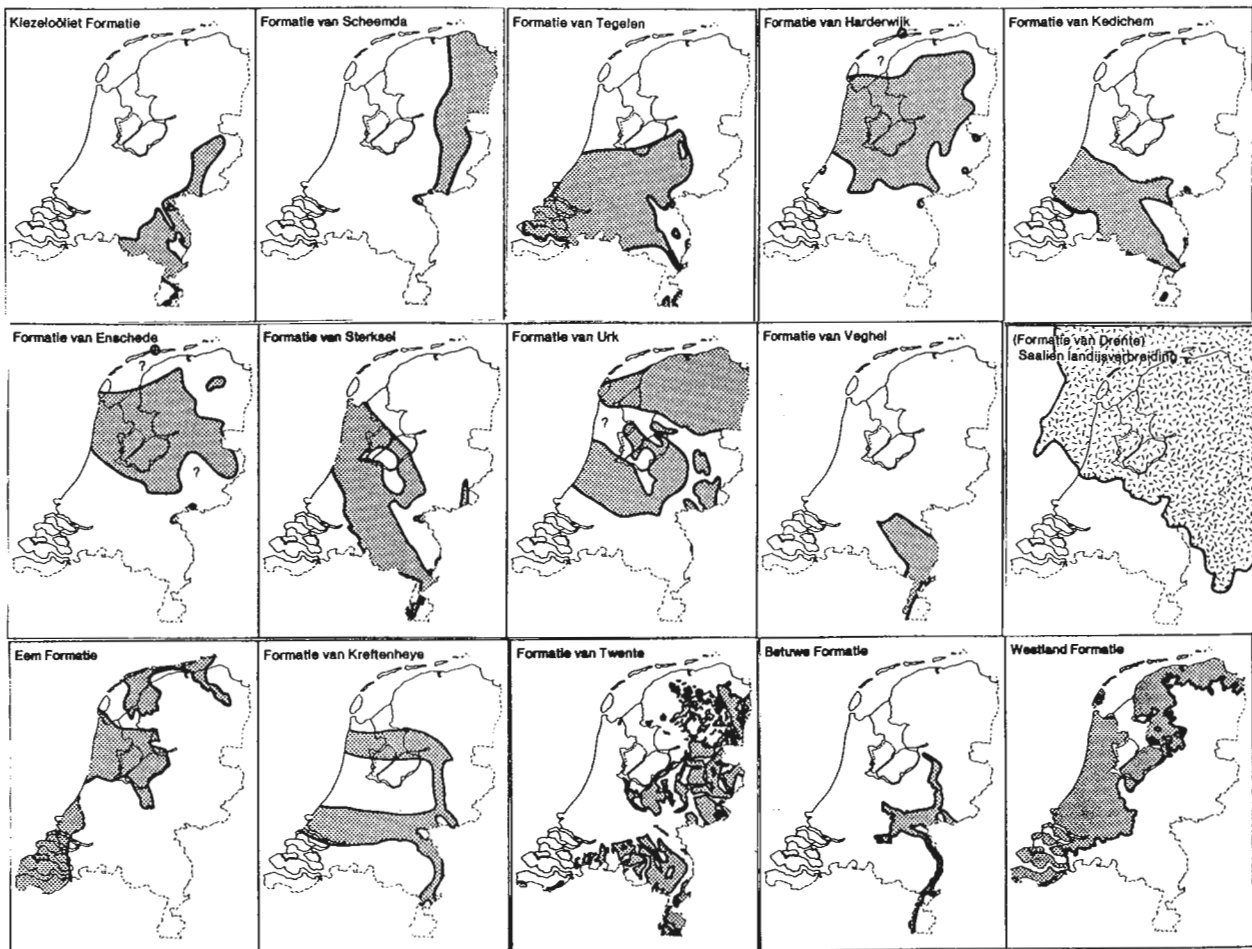 Kiezeloöliet Formatie
Formatie van Scheemda
Formatie van Tegelen
Formatie van Harderwijk
?
Formatie van Kedichem
Formatie van Enschede
?
?
Formatie van Sterksel
Formatie van Urk
?
Formatie van Veghel
(Formatie van Drente)
Saalien landijsverbreiding
Eem Formatie
Formatie van Kreftenheye
Formatie van Twente
Betuwe Formatie
Westland Formatie